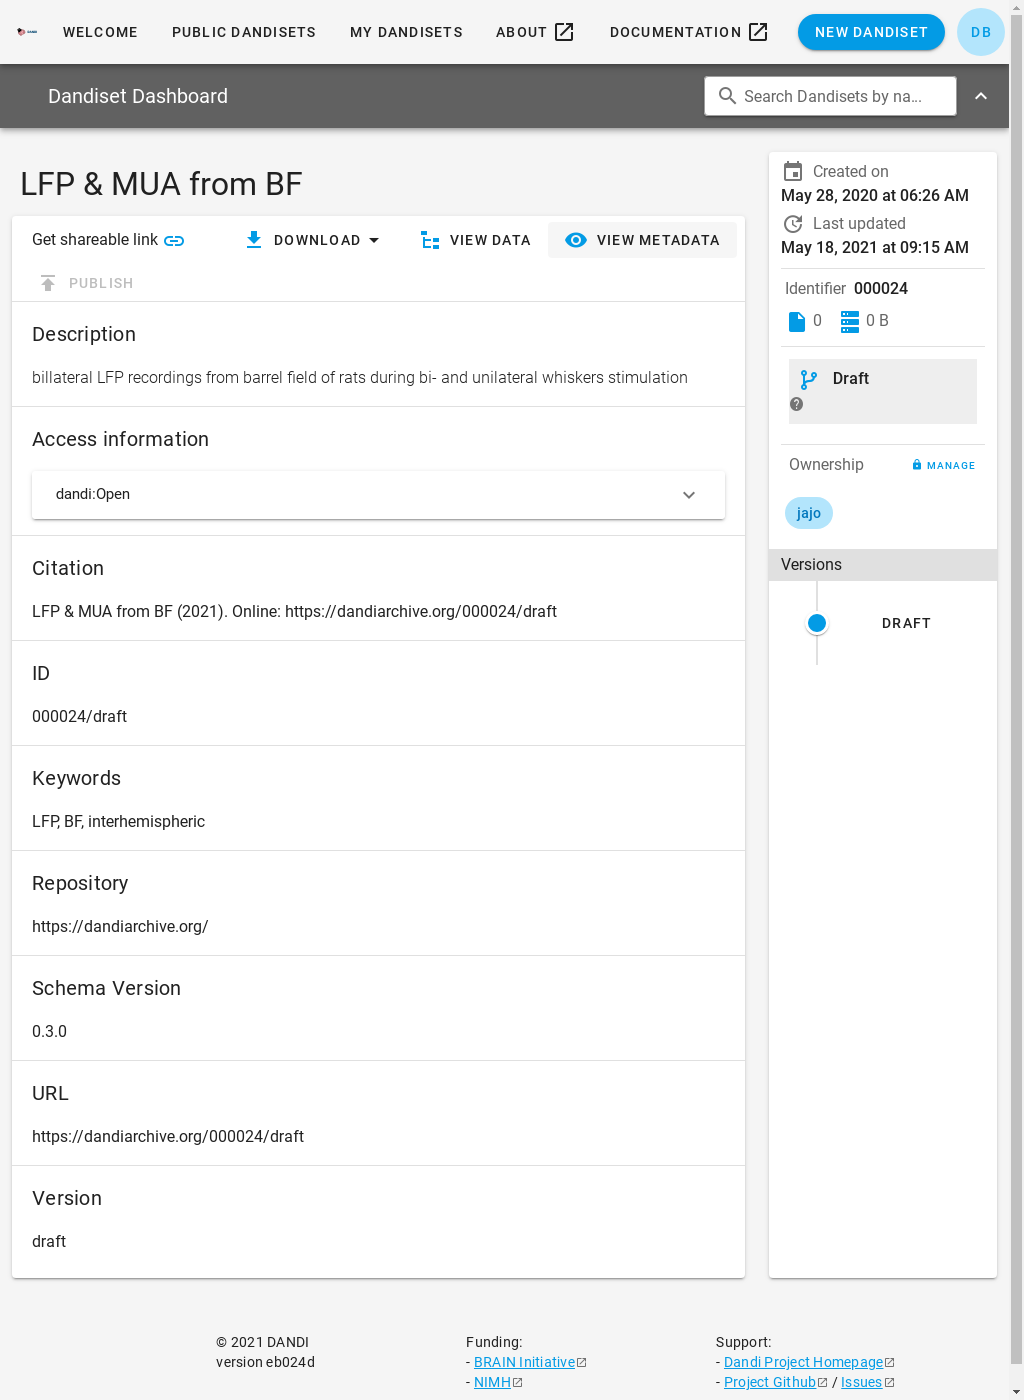 WELCOME PUBLIC DANDISETS MY DANDISETS ABOUT DOCUMENTATION NEW DANDISET DB
Dandiset Dashboard Search Dandisets by na...
LFP & MUA from BF
Get shareable link DOWNLOAD VIEW DATA VIEW METADATA
PUBLISH
Description
billateral LFP recordings from barrel field of rats during bi- and unilateral whiskers stimulation
Access information
dandi:Open
Citation
LFP & MUA from BF (2021). Online: https://dandiarchive.org/000024/draft
ID
000024/draft
Keywords
LFP, BF, interhemispheric
Repository
https://dandiarchive.org/
Schema Version
0.3.0
URL
https://dandiarchive.org/000024/draft
Version
draft
Created on
May 28, 2020 at 06:26 AM
Last updated
May 18, 2021 at 09:15 AM
Identifier 000024
0 0 B
Draft
Ownership MANAGE
jajo
Versions
DRAFT
© 2021 DANDI
version eb024d
Funding:
- BRAIN Initiative
- NIMH
Support:
- Dandi Project Homepage
- Project Github / Issues